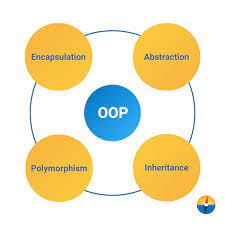 Encapsulation
Abstraction
OOP
Polymorphism
Inheritance